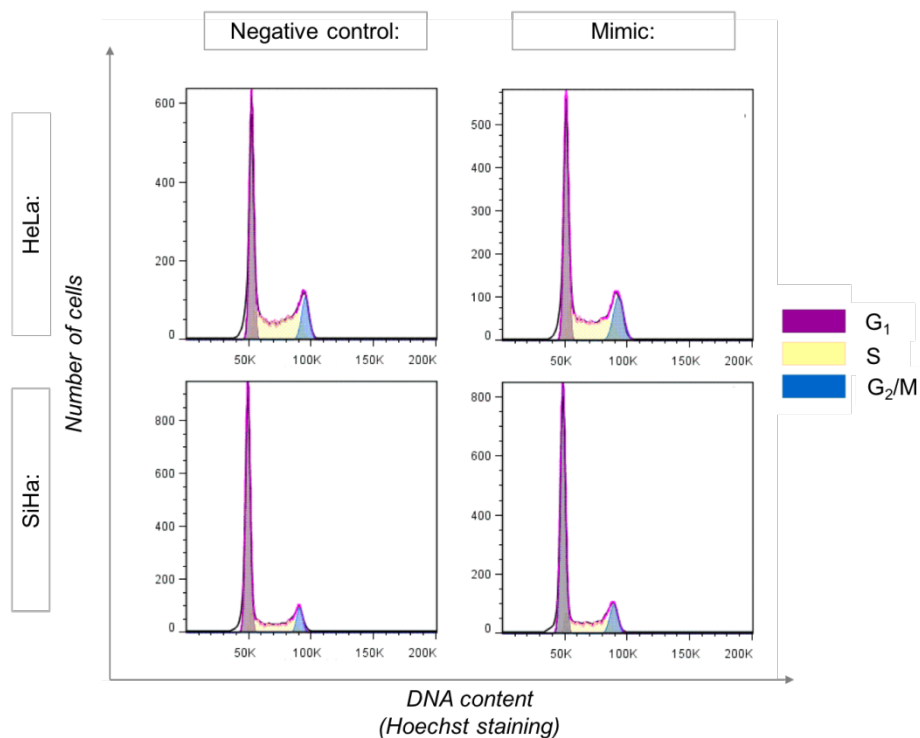 Negative control:
Mimic:
HeLa:
SiHa:
Number of cells
600
400
200
0
50K 100K 150K 200K
500
400
300
200
100
0
50K 100K 150K 200K
800
600
400
200
0
50K 100K 150K 200K
800
600
400
200
0
50K 100K 150K 200K
G₁
S
G₂/M
DNA content
(Hoechst staining)